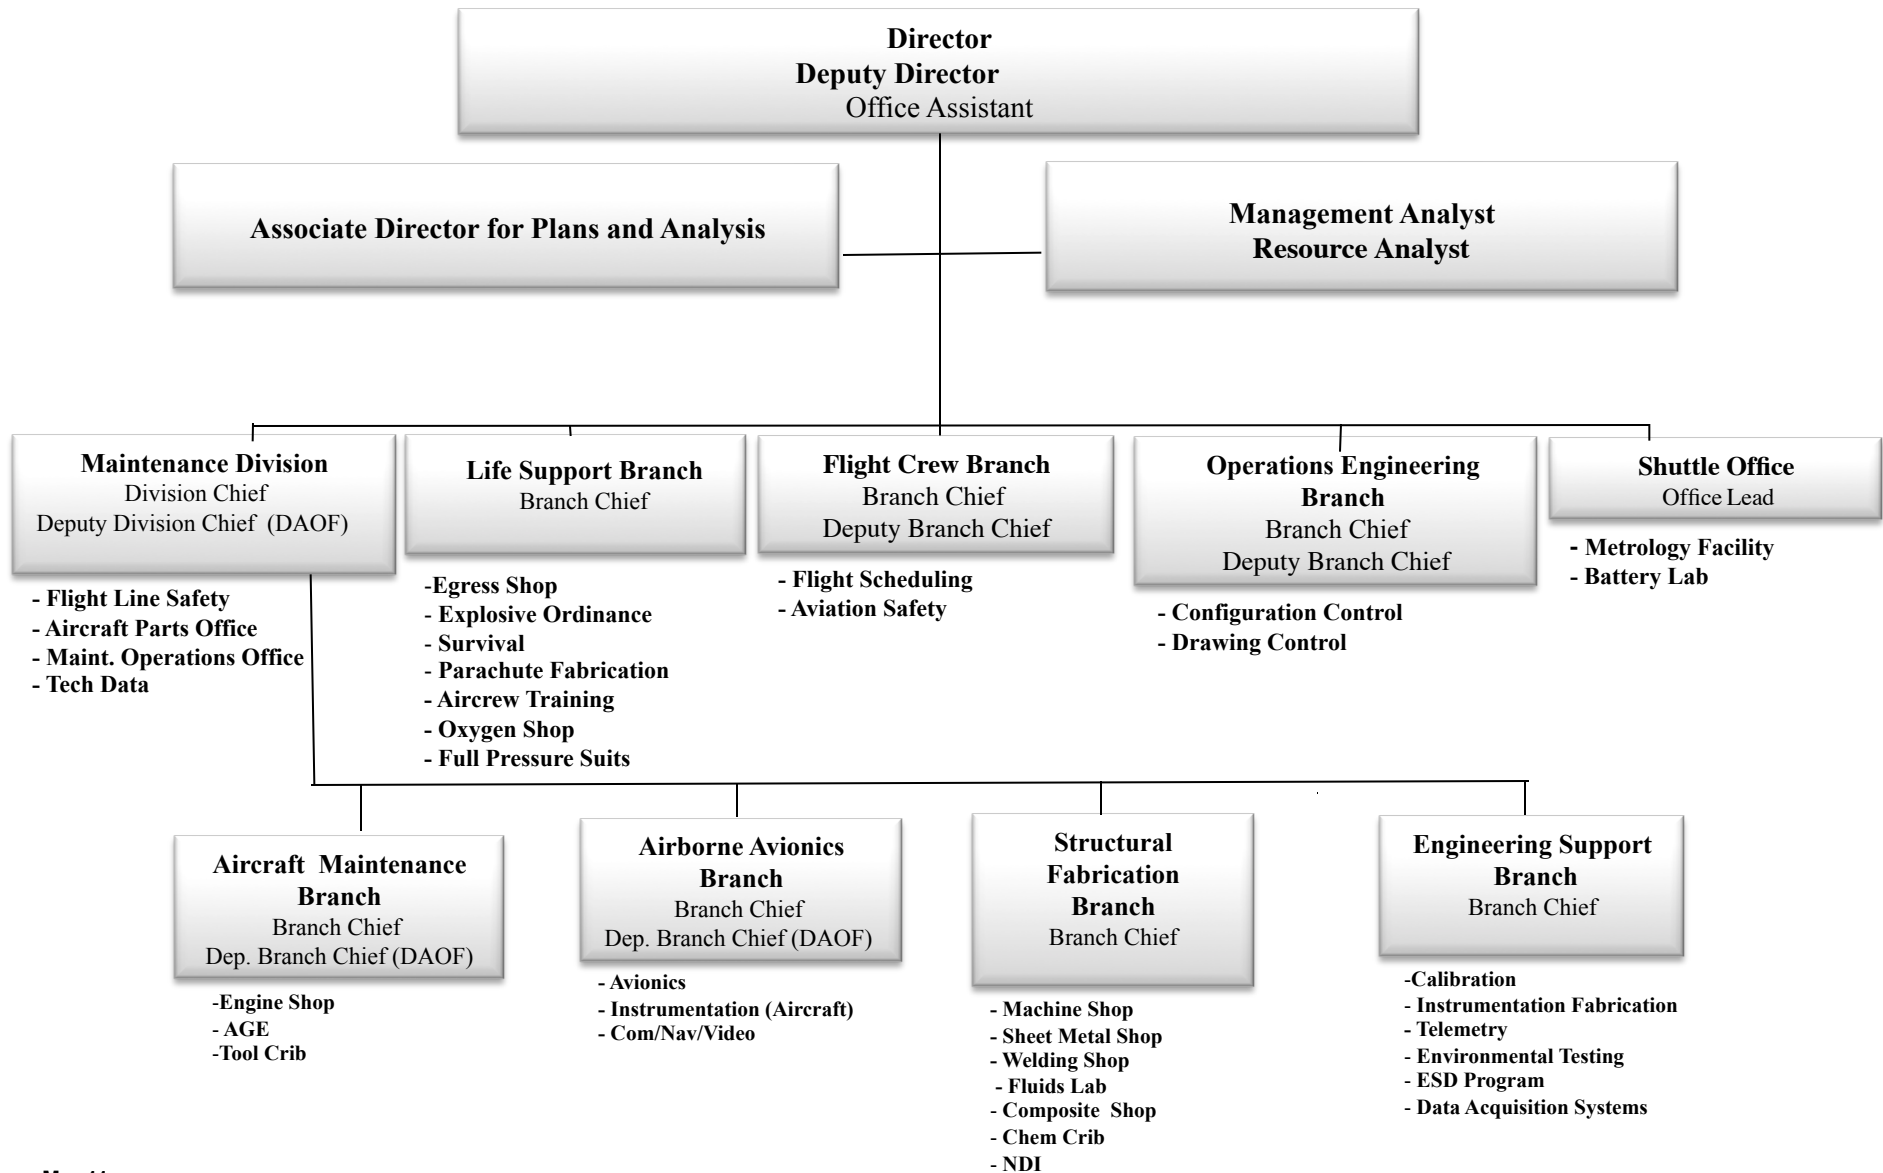 Director
Deputy Director
Office Assistant
Associate Director for Plans and Analysis
Management Analyst
Resource Analyst
Maintenance Division
Division Chief
Deputy Division Chief (DAOF)
- Flight Line Safety
- Aircraft Parts Office
- Maint. Operations Office
- Tech Data
Life Support Branch
Branch Chief
-Egress Shop
- Explosive Ordinance
- Survival
- Parachute Fabrication
- Aircrew Training
- Oxygen Shop
- Full Pressure Suits
Flight Crew Branch
Branch Chief
Deputy Branch Chief
- Flight Scheduling
- Aviation Safety
Operations Engineering
Branch
Branch Chief
Deputy Branch Chief
- Configuration Control
- Drawing Control
Shuttle Office
Office Lead
- Metrology Facility
- Battery Lab
Aircraft Maintenance
Branch
Branch Chief
Dep. Branch Chief (DAOF)
-Engine Shop
- AGE
-Tool Crib
Airborne Avionics
Branch
Branch Chief
Dep. Branch Chief (DAOF)
- Avionics
- Instrumentation (Aircraft)
- Com/Nav/Video
Structural
Fabrication
Branch
Branch Chief
- Machine Shop
- Sheet Metal Shop
- Welding Shop
- Fluids Lab
- Composite Shop
- Chem Crib
- NDI
Engineering Support
Branch
Branch Chief
-Calibration
- Instrumentation Fabrication
- Telemetry
- Environmental Testing
- ESD Program
- Data Acquisition Systems